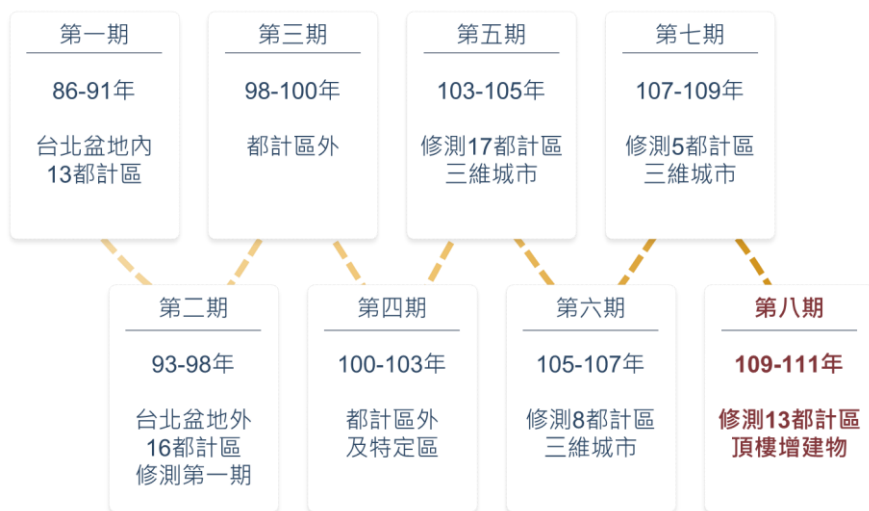 第一期
86-91年
台北盆地內
13都計區
第二期
93-98年
台北盆地外
16都計區
修測第一期
第三期
98-100年
都計區外
第四期
100-103年
都計區外
及特定區
第五期
103-105年
修測17都計區
三維城市
第六期
105-107年
修測8都計區
三維城市
第七期
107-109年
修測5都計區
三維城市
第八期
109-111年
修測13都計區
頂樓增建物